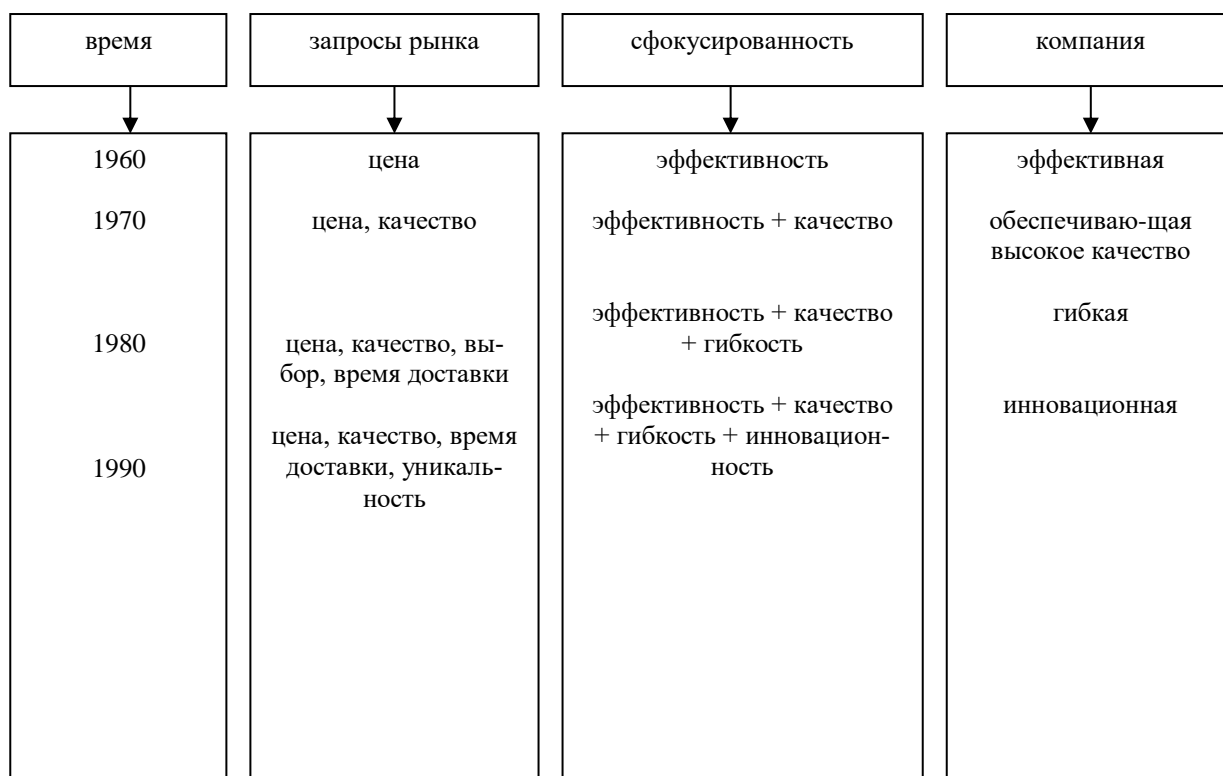 время
запросы рынка
сфокусированность
компания
1960
цена
эффективность
эффективная
1970
цена, качество
эффективность + качество
обеспечиваю-щая
высокое качество
1980
цена, качество, вы-
бор, время доставки
эффективность + качество
+ гибкость
гибкая
1990
цена, качество, время
доставки, уникаль-
ность
эффективность + качество
+ гибкость + инновацион-
ность
инновационная